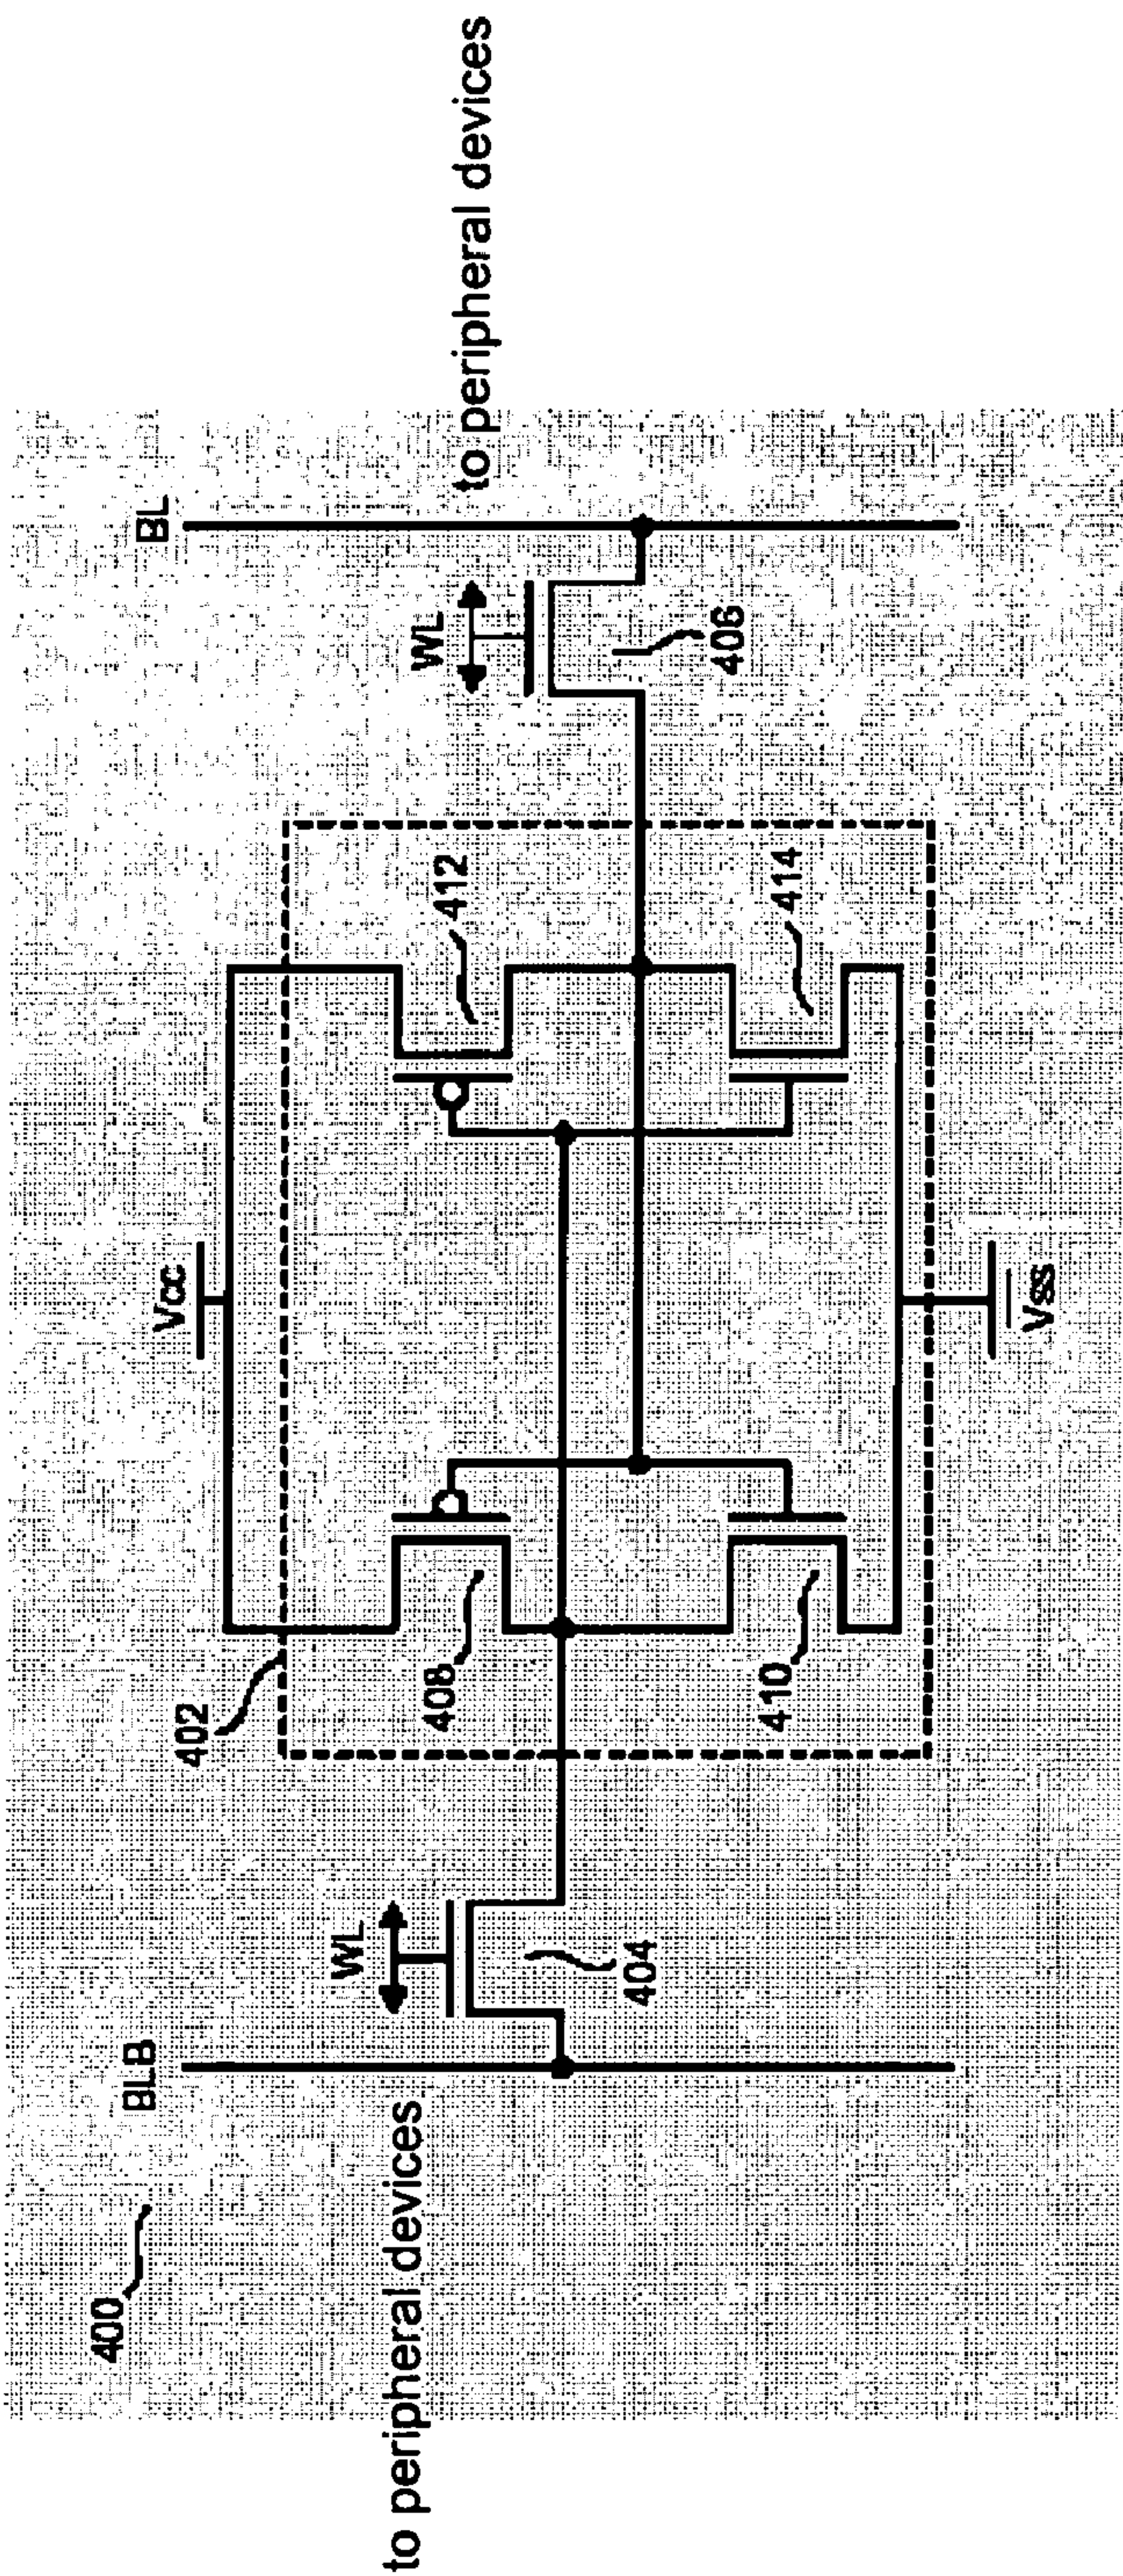 400
to peripheral devices
BLB
WL
404
402
408
410
Vcc
Vss
412
414
WL
406
BL
to peripheral devices